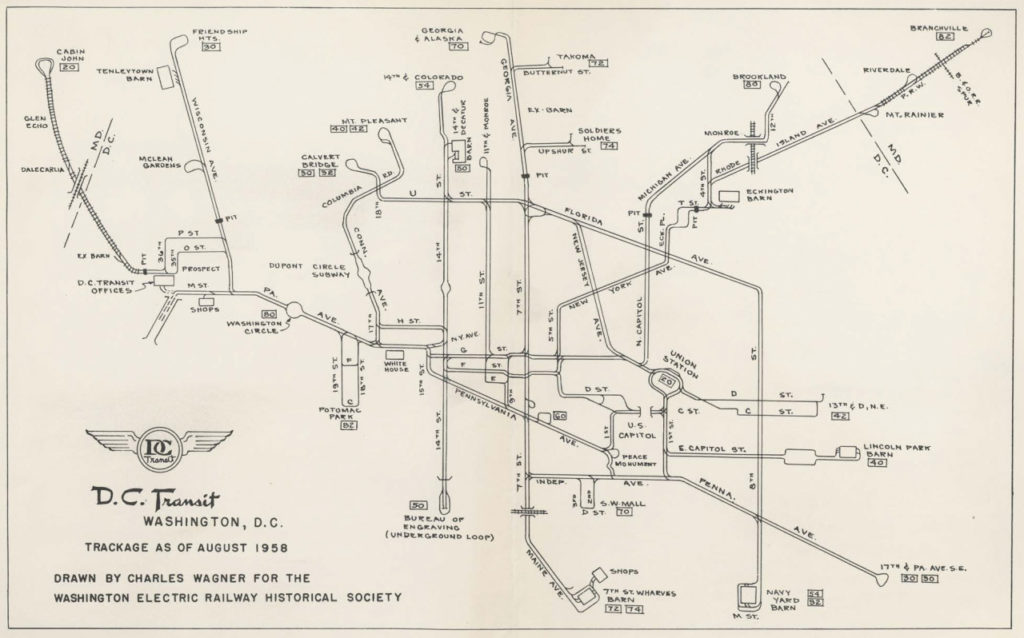 CABIN
JOHN
20
GLEN
ECHO
DALECARLIA
MD.
D.C.
EX BARN
PIT
FRIENDSHIP
HTS.
30
TENLEYTOWN
BARN
WISCONSIN AVE.
McLEAN
GARDENS
PIT
P ST
O ST.
36TH
35TH
PROSPECT
D.C. TRANSIT
OFFICES
M ST.
SHOPS
PA. AVE.
80
WASHINGTON
CIRCLE
GEORGIA
& ALASKA
70
14TH & COLORADO
54
MT. PLEASANT
40 42
CALVERT
BRIDGE
90 92
COLUMBIA RD.
18TH
CONN. AVE.
DUPONT CIRCLE
SUBWAY
17TH
14TH &
DECATUR
BARN
50
11TH & MONROE
GEORGIA AVE.
TAKOMA
72
BUTTERNUT ST.
EX-BARN
SOLDIERS
HOME
74
UPSHUR ST
PIT
U ST.
14TH ST.
11TH ST.
7TH ST.
FLORIDA AVE.
NEW JERSEY AVE.
NEW YORK AVE.
5TH ST.
N. CAPITOL ST.
PIT
MICHIGAN AVE.
MONROE
4TH ST.
RHODE ISLAND AVE
BROOKLAND
80
12TH
ECKINGTON
BARN
T ST.
ECK. PL.
PIT
BRANCHVILLE
82
RIVERDALE
P.R.W.
B & O RR
SPUR
MT. RAINIER
MD.
D.C.
H ST.
N.Y. AVE.
G ST.
F ST.
E
WHITE
HOUSE
15TH ST.
F
19TH ST.
18TH ST.
C
POTOMAC
PARK
82
PENNSYLVANIA AVE.
60
D ST.
1ST
U.S.
CAPITOL
C ST.
1ST ST.
UNION
STATION
20
D ST.
C ST.
13TH & D, N.E.
42
PEACE
MONUMENT
E. CAPITOL ST.
LINCOLN PARK
BARN
40
14TH ST.
7TH ST.
INDEP. AVE.
3RD
2ND
D ST.
S.W. MALL
70
PENNA. AVE.
8TH ST.
50
BUREAU OF
ENGRAVING
(UNDERGROUND LOOP)
MAINE AVE.
SHOPS
7TH ST. WHARVES
BARN
72 74
NAVY
YARD
BARN
54
92
M ST.
17TH & PA. AVE. S.E.
DC
Transit
D.C. Transit
WASHINGTON, D.C.
TRACKAGE AS OF AUGUST 1958
DRAWN BY CHARLES WAGNER FOR THE
WASHINGTON ELECTRIC RAILWAY HISTORICAL SOCIETY